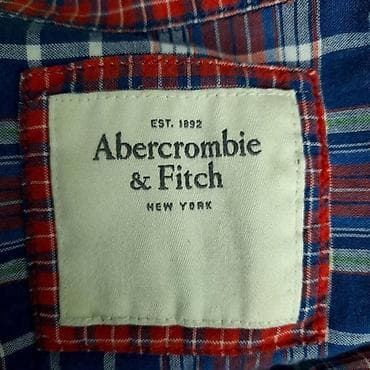 EST. 1892
Abercrombie
& Fitch
NEW YORK